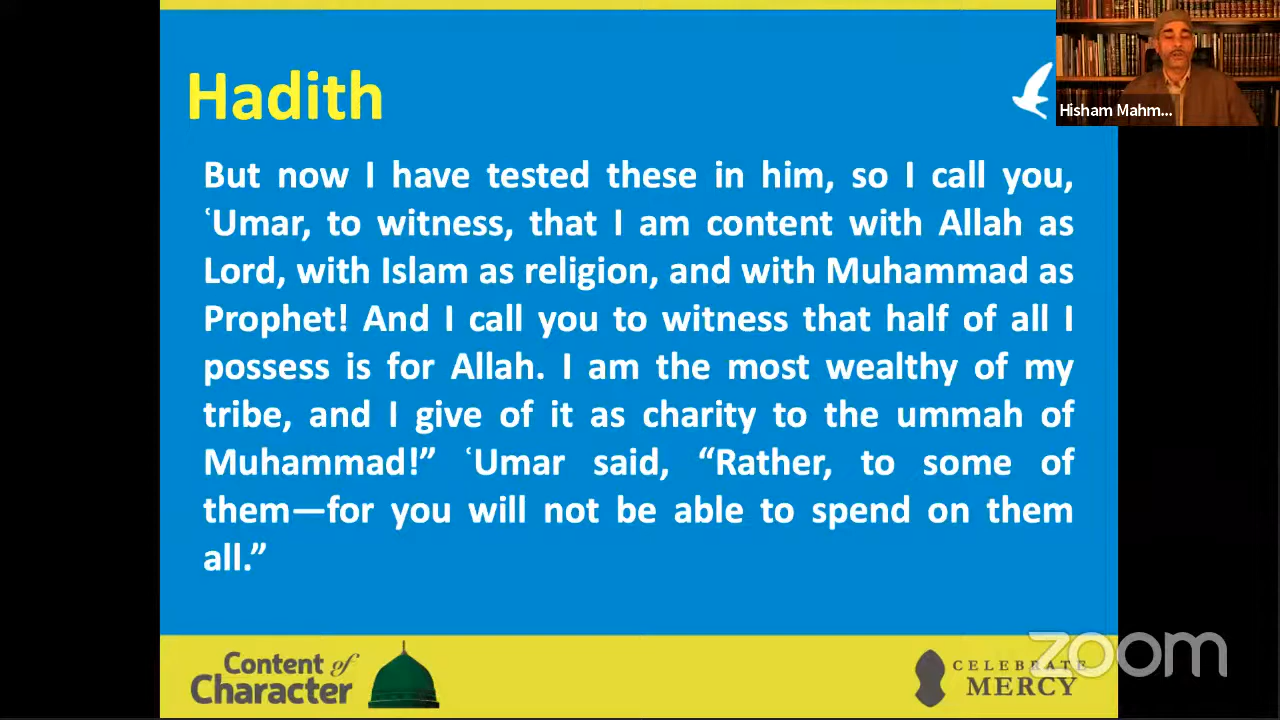 Hadith
Hisham Mahm...
But now I have tested these in him, so I call you,
ʿUmar, to witness, that I am content with Allah as
Lord, with Islam as religion, and with Muhammad as
Prophet! And I call you to witness that half of all I
possess is for Allah. I am the most wealthy of my
tribe, and I give of it as charity to the ummah of
Muhammad!” ʿUmar said, “Rather, to some of
them—for you will not be able to spend on them
all.”
Content of
Character
CELEBRATE
MERCY
zoom